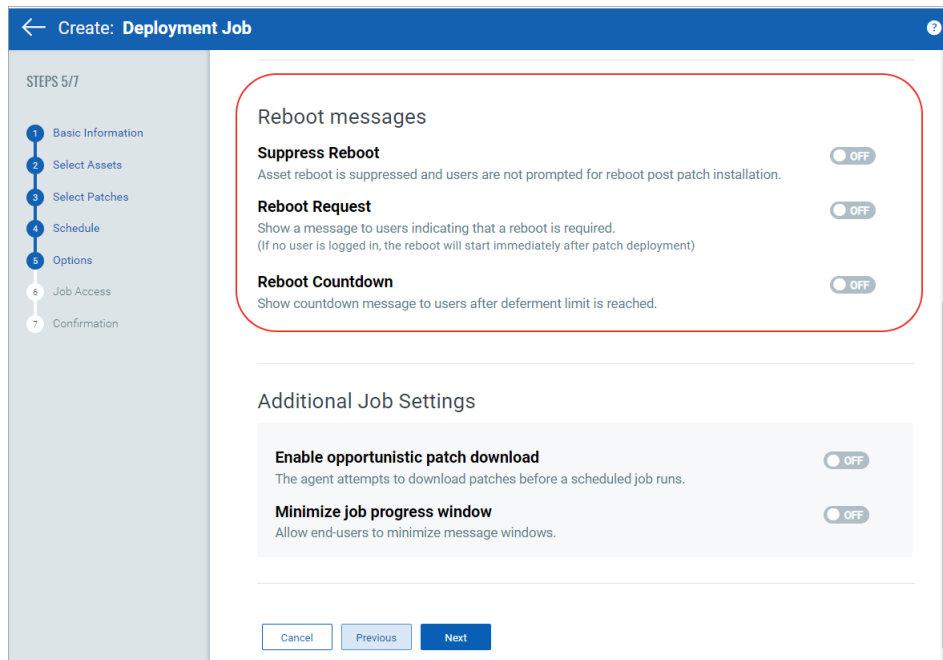 Create: Deployment Job
?
STEPS 5/7
1 Basic Information
2 Select Assets
3 Select Patches
4 Schedule
5 Options
6 Job Access
7 Confirmation
Reboot messages
Suppress Reboot
OFF
Asset reboot is suppressed and users are not prompted for reboot post patch installation.
Reboot Request
OFF
Show a message to users indicating that a reboot is required.
(If no user is logged in, the reboot will start immediately after patch deployment)
Reboot Countdown
OFF
Show countdown message to users after deferment limit is reached.
Additional Job Settings
Enable opportunistic patch download
OFF
The agent attempts to download patches before a scheduled job runs.
Minimize job progress window
OFF
Allow end-users to minimize message windows.
Cancel
Previous
Next